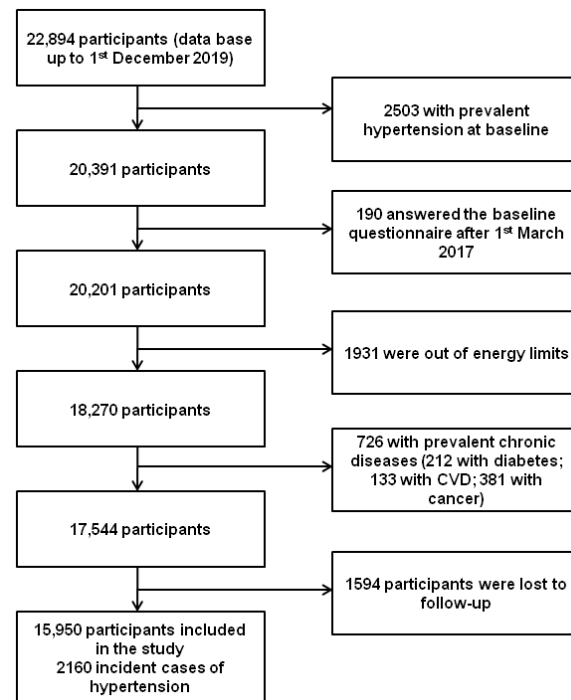 22,894 participants (data base
up to 1st December 2019)
2503 with prevalent
hypertension at baseline
20,391 participants
190 answered the baseline
questionnaire after 1st March
2017
20,201 participants
1931 were out of energy limits
18,270 participants
726 with prevalent chronic
diseases (212 with diabetes;
133 with CVD; 381 with
cancer)
17,544 participants
1594 participants were lost to
follow-up
15,950 participants included
in the study
2160 incident cases of
hypertension